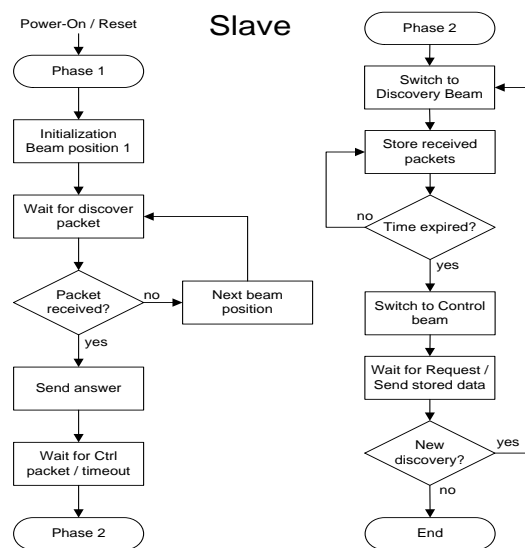 Slave
Power-On / Reset
Phase 1
Initialization
Beam position 1
Wait for discover
packet
Packet
received?
no
Next beam
position
yes
Send answer
Wait for Ctrl
packet / timeout
Phase 2
Phase 2
Switch to
Discovery Beam
Store received
packets
no
Time expired?
yes
Switch to Control
beam
Wait for Request /
Send stored data
New
discovery?
yes
no
End